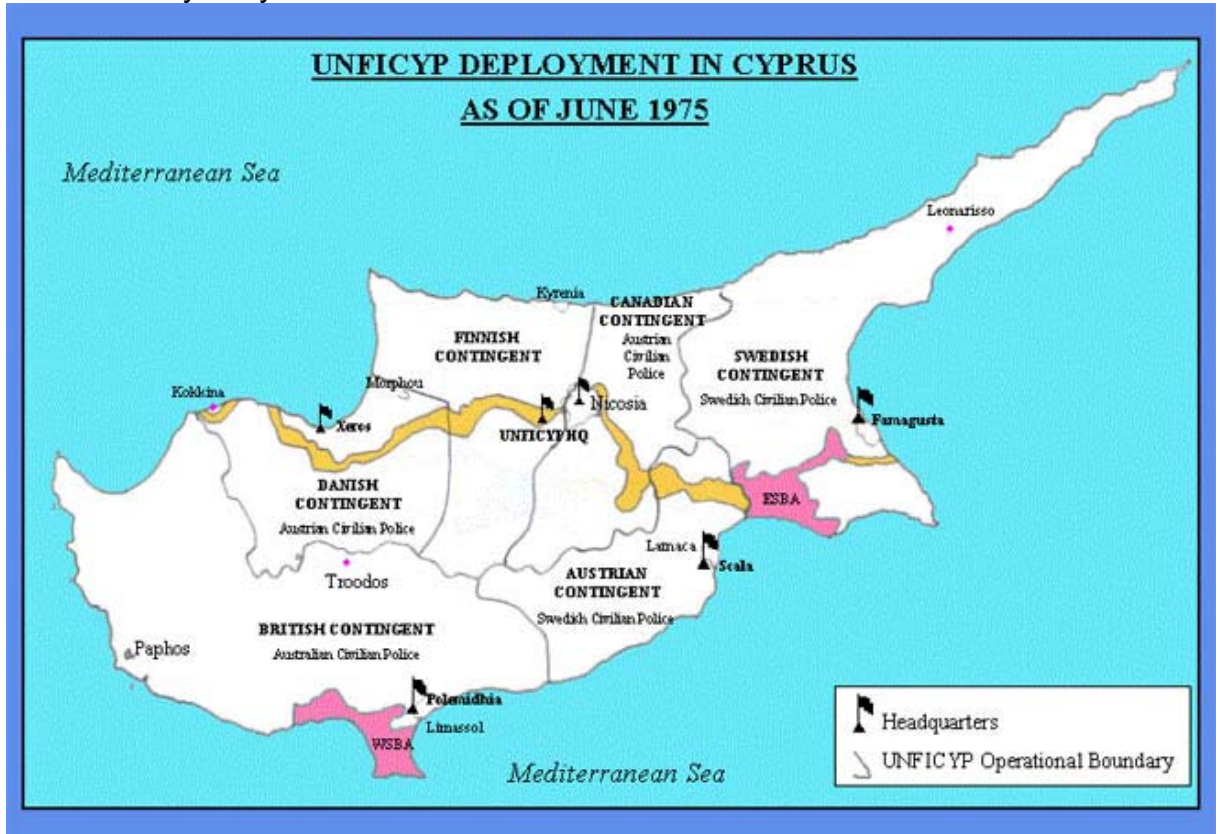 UNFICYP DEPLOYMENT IN CYPRUS
AS OF JUNE 1975
Mediterranean Sea
Leonarisso
Kyrenia
CANADIAN
CONTINGENT
Austrian
Civilian
Police
FINNISH
CONTINGENT
SWEDISH
CONTINGENT
Swedish Civilian Police
Kokkina
Morphou
Nicosia
Xeros
UNFICYP HQ
Famagusta
DANISH
CONTINGENT
Austrian Civilian Police
ESBA
Larnaca
Scala
Troodos
AUSTRIAN
CONTINGENT
Swedish Civilian Police
BRITISH CONTINGENT
Australian Civilian Police
Paphos
Polemidhia
Limassol
WSBA
Mediterranean Sea
Headquarters
UNFICYP Operational Boundary